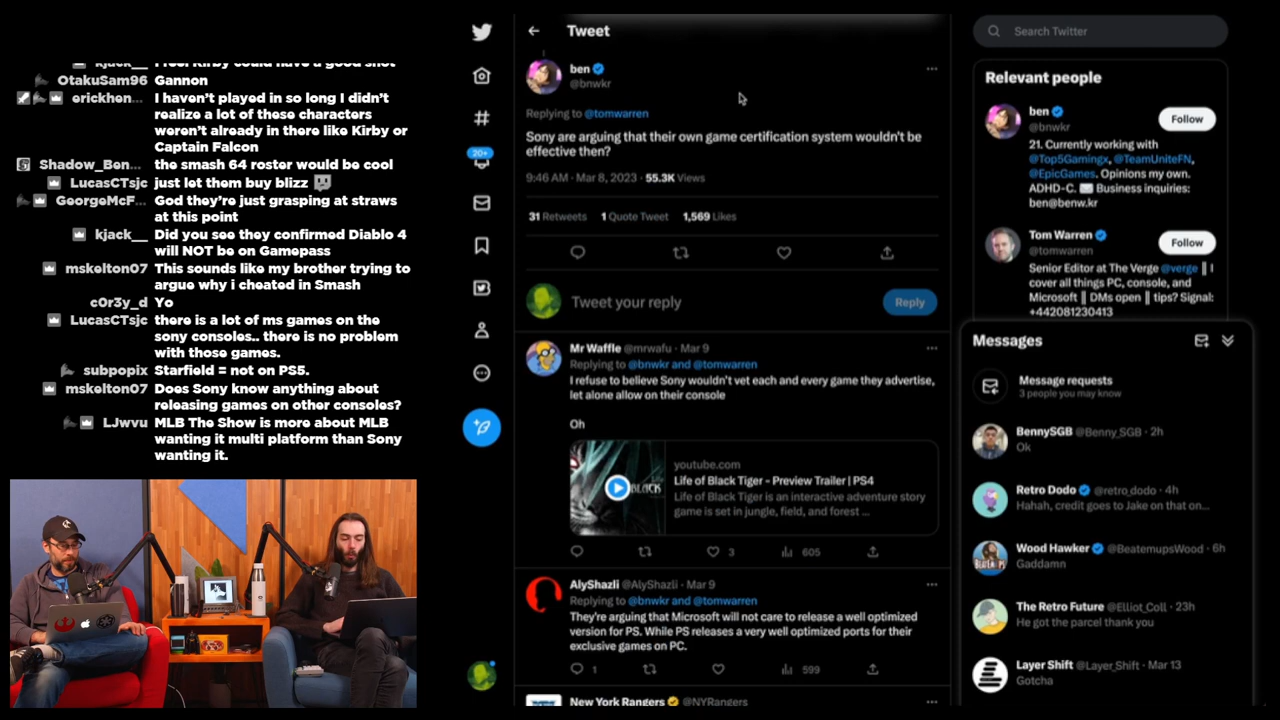 kjack__ I feel Kirby could have a good shot
OtakuSam96 Gannon
erickhen... I haven't played in so long I didn't
realize a lot of these characters
weren't already in there like Kirby or
Captain Falcon
Shadow_Ben... the smash 64 roster would be cool
LucasCTsjc just let them buy blizz
GeorgeMcF... God they're just grasping at straws
at this point
kjack__ Did you see they confirmed Diablo 4
will NOT be on Gamepass
mskelton07 This sounds like my brother trying to
argue why i cheated in Smash
c0r3y_d Yo
LucasCTsjc there is a lot of ms games on the
sony consoles.. there is no problem
with those games.
subpopix Starfield = not on PS5.
mskelton07 Does Sony know anything about
releasing games on other consoles?
LJwvu MLB The Show is more about MLB
wanting it multi platform than Sony
wanting it.
20+
Tweet
ben
@bnwkr
Replying to @tomwarren
Sony are arguing that their own game certification system wouldn't be
effective then?
9:46 AM · Mar 8, 2023 · 55.3K Views
31 Retweets 1 Quote Tweet 1,569 Likes
Tweet your reply
Reply
Mr Waffle @mrwafu · Mar 9
Replying to @bnwkr and @tomwarren
I refuse to believe Sony wouldn't vet each and every game they advertise,
let alone allow on their console
Oh
BLACK
youtube.com
Life of Black Tiger - Preview Trailer | PS4
Life of Black Tiger is an interactive adventure story
game is set in jungle, field, and forest ...
3 605
AlyShazli @AlyShazli · Mar 9
Replying to @bnwkr and @tomwarren
They're arguing that Microsoft will not care to release a well optimized
version for PS. While PS releases a very well optimized ports for their
exclusive games on PC.
1 599
New York Rangers @NYRangers
Search Twitter
Relevant people
ben
@bnwkr
Follow
21. Currently working with
@Top5Gamingx, @TeamUniteFN,
@EpicGames. Opinions my own.
ADHD-C. ✉ Business inquiries:
ben@benw.kr
Tom Warren
@tomwarren
Follow
Senior Editor at The Verge @verge || I
cover all things PC, console, and
Microsoft || DMs open || tips? Signal:
+442081230413
Messages
Message requests
3 people you may know
BennySGB @Benny_SGB · 2h
Ok
Retro Dodo @retro_dodo · 4h
Hahah, credit goes to Jake on that on...
Wood Hawker @BeatemupsWood · 6h
Gaddamn
The Retro Future @Elliot_Coll · 23h
He got the parcel thank you
Layer Shift @Layer_Shift · Mar 13
Gotcha